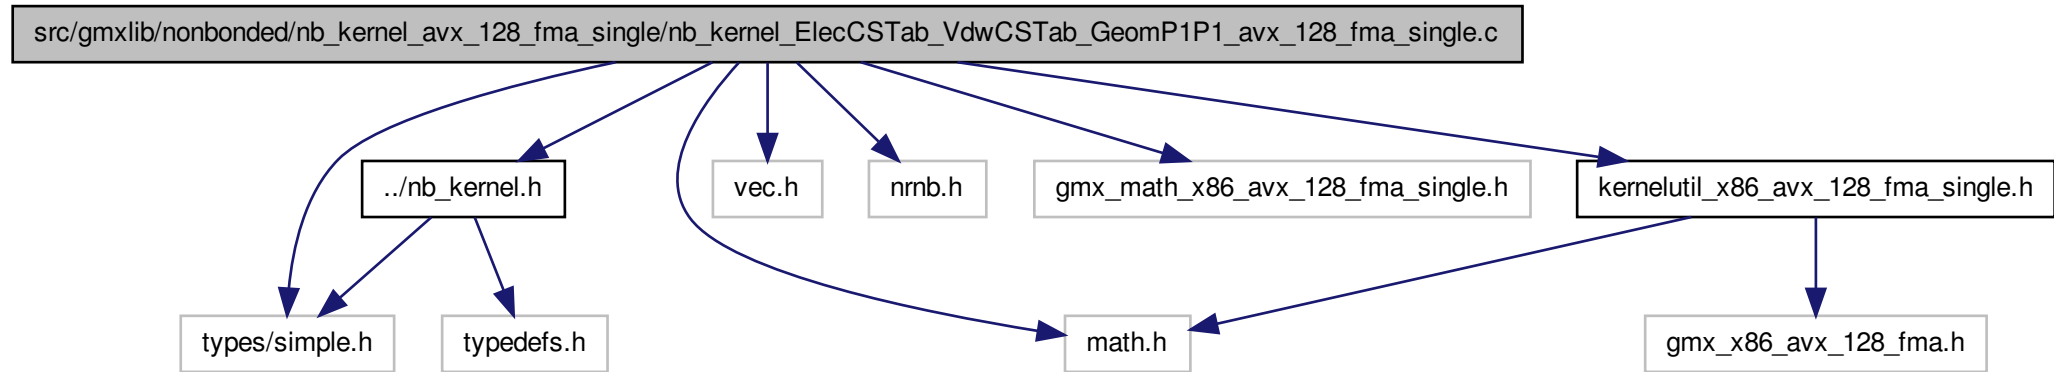 src/gmxlib/nonbonded/nb_kernel_avx_128_fma_single/nb_kernel_ElecCSTab_VdwCSTab_GeomP1P1_avx_128_fma_single.c
../nb_kernel.h
vec.h
nrnb.h
gmx_math_x86_avx_128_fma_single.h
kernelutil_x86_avx_128_fma_single.h
types/simple.h
typedefs.h
math.h
gmx_x86_avx_128_fma.h